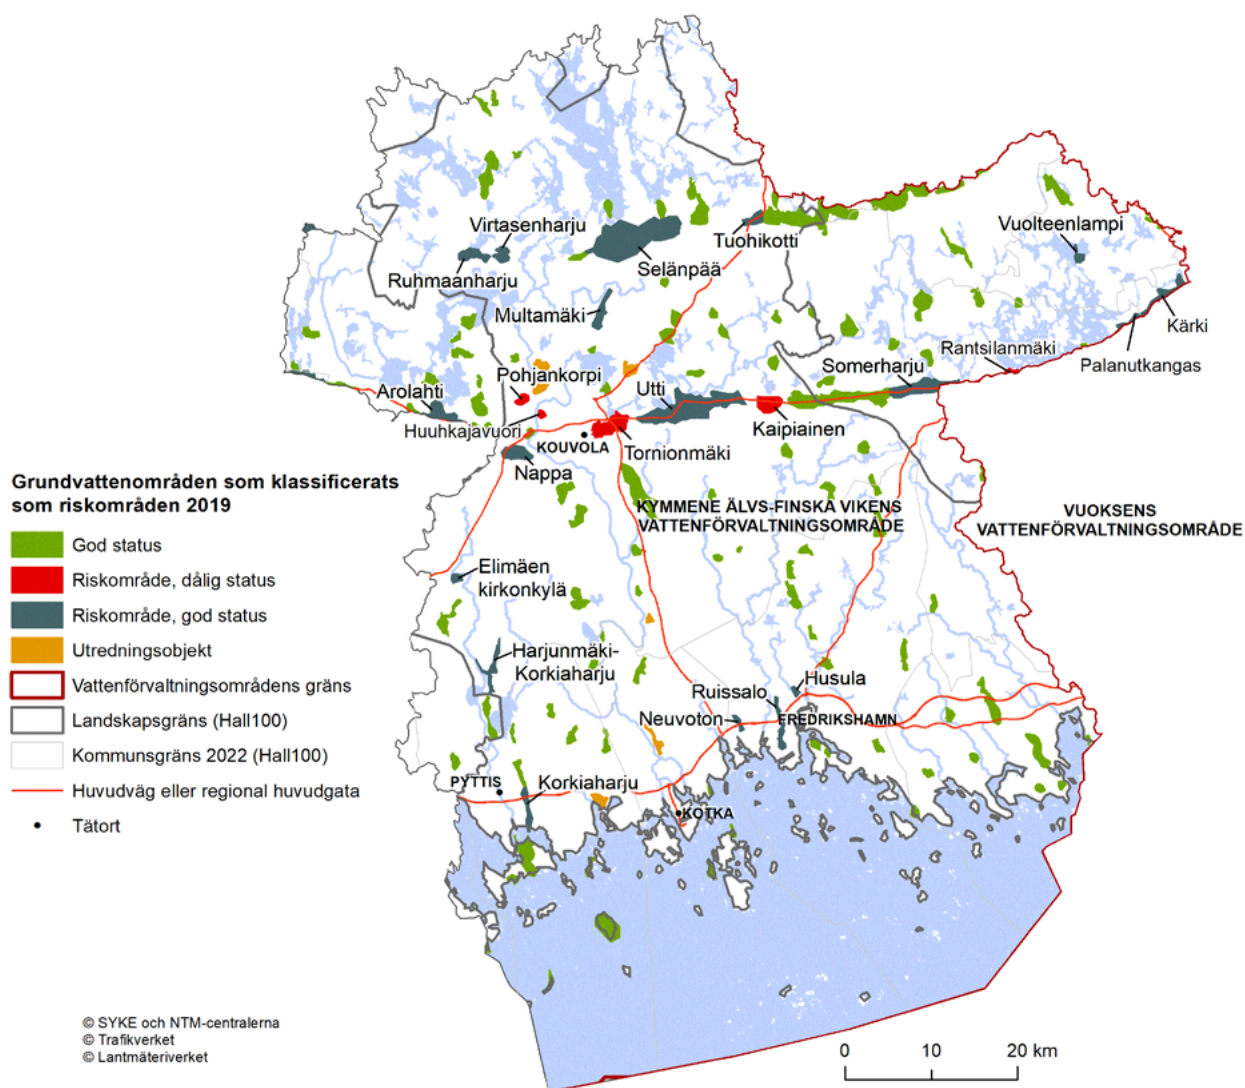 Virtasenharju
Ruhmaanharju
Selänpää
Tuohikotti
Vuolteenlampi
Multamäki
Kärki
Palanutkangas
Rantsilanmäki
Somerharju
Pohjankorpi
Arolahti
Utti
Huuhkajavuori
KOUVOLA
Tornionmäki
Kaipiainen
Nappa
Grundvattenområden som klassificerats
som riskområden 2019
God status
Riskområde, dålig status
Riskområde, god status
Utredningsobjekt
Vattenförvaltningsområdens gräns
Landskapsgräns (Hall100)
Kommunsgräns 2022 (Hall100)
Huvudväg eller regional huvudgata
Tätort
KYMMENE ÄLVS-FINSKA VIKENS
VATTENFÖRVALTNINGSOMRÅDE
VUOKSENS
VATTENFÖRVALTNINGSOMRÅDE
Elimäen
kirkonkylä
Harjunmäki-
Korkiaharju
Ruissalo
Husula
Neuvoton
FREDRIKSHAMN
PYTTIS
Korkiaharju
KOTKA
© SYKE och NTM-centralerna
© Trafikverket
© Lantmäteriverket
0 10 20 km